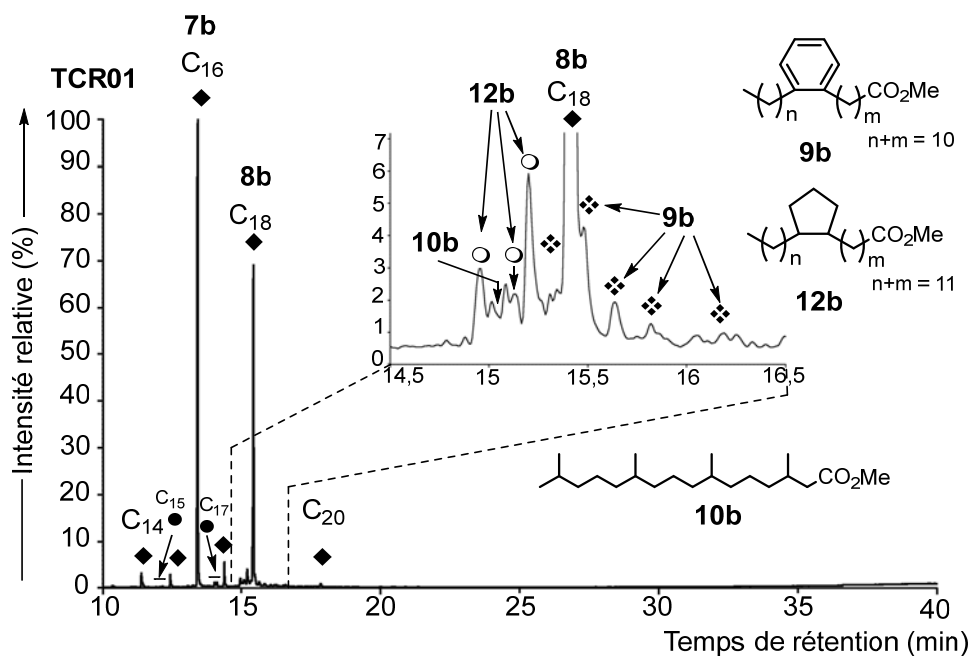 TCR01
7b
C16
8b
C18
Intensité relative (%)
100
90
80
70
60
50
40
30
20
10
0
C14
C15
C17
C20
10
15
20
25
30
35
40
Temps de rétention (min)
7
6
5
4
3
2
1
0
14,5
15
15,5
16
16,5
12b
10b
8b
C18
9b
( )n
( )m
CO2Me
n+m = 10
9b
( )n
( )m
CO2Me
n+m = 11
12b
CO2Me
10b